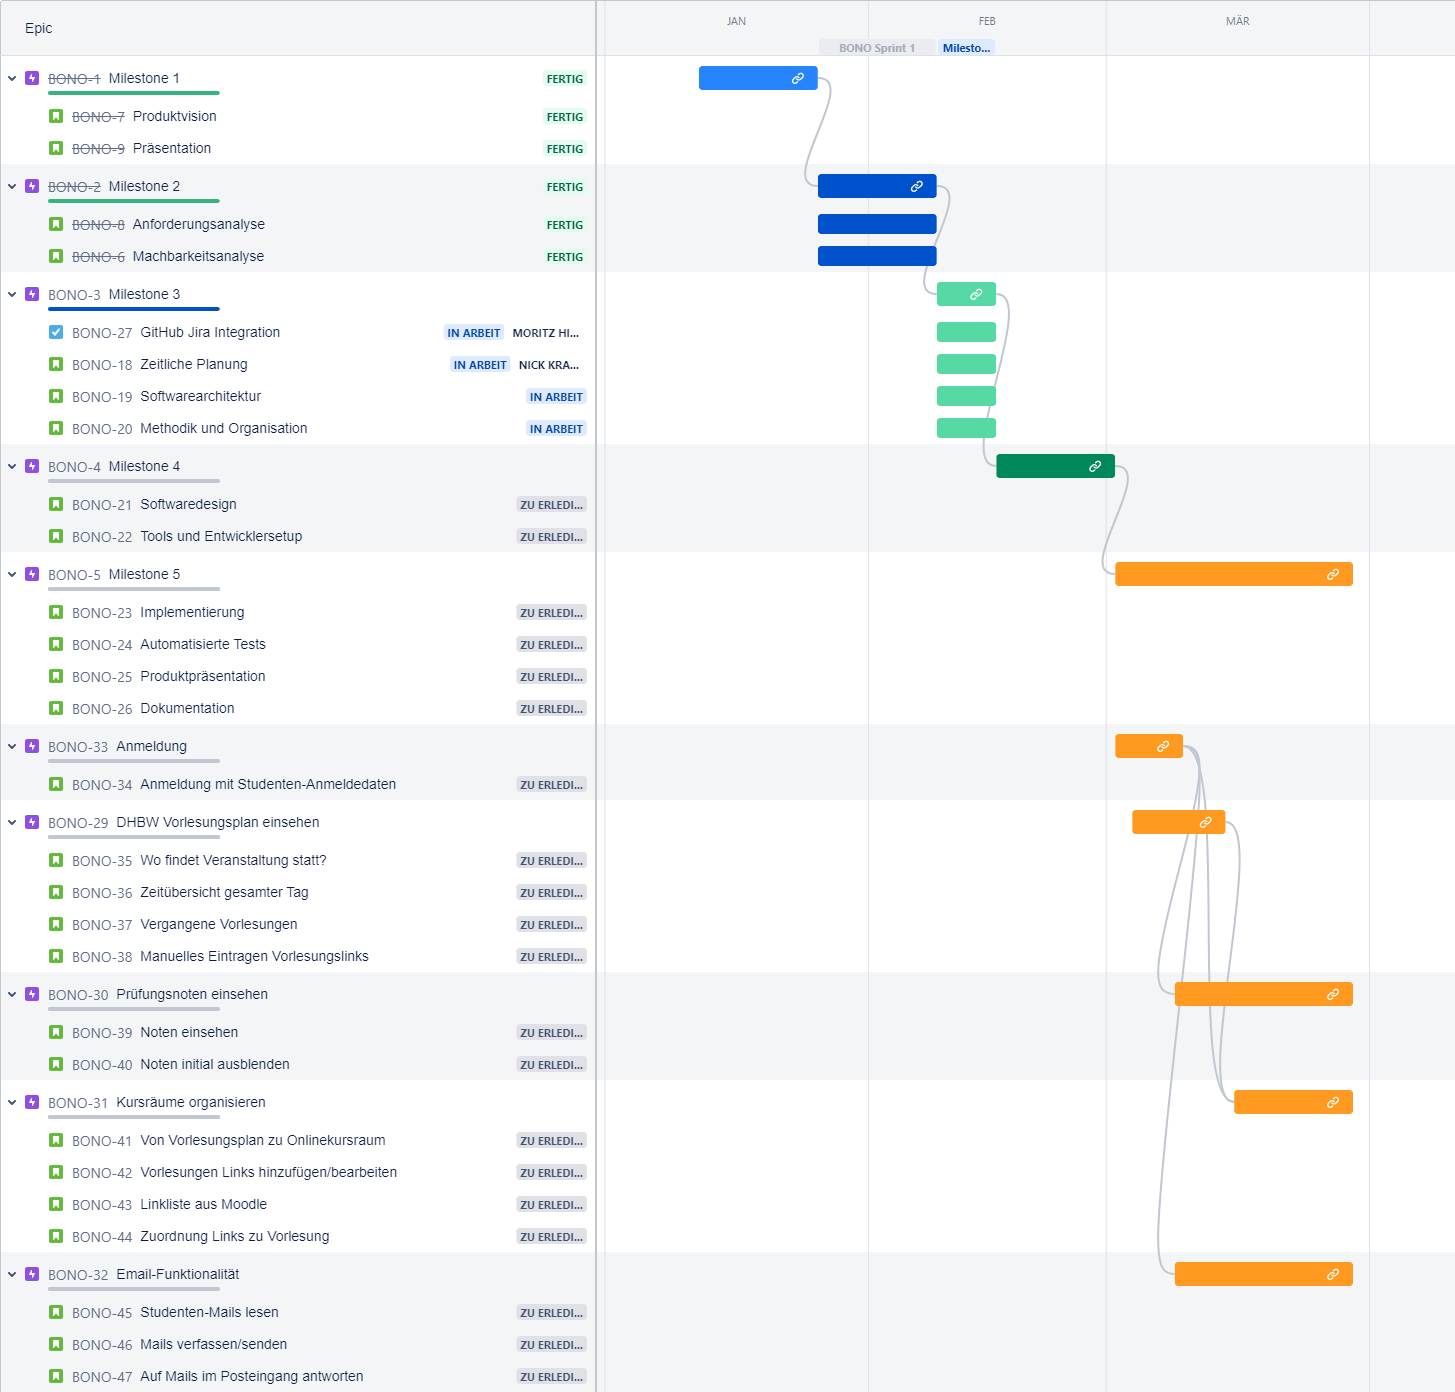 Epic
JAN FEB MÄR
BONO Sprint 1 Milesto...
BONO-1 Milestone 1 FERTIG
BONO-7 Produktvision FERTIG
BONO-9 Präsentation FERTIG
BONO-2 Milestone 2 FERTIG
BONO-8 Anforderungsanalyse FERTIG
BONO-6 Machbarkeitsanalyse FERTIG
BONO-3 Milestone 3
BONO-27 GitHub Jira Integration IN ARBEIT MORITZ HI...
BONO-18 Zeitliche Planung IN ARBEIT NICK KRA...
BONO-19 Softwarearchitektur IN ARBEIT
BONO-20 Methodik und Organisation IN ARBEIT
BONO-4 Milestone 4
BONO-21 Softwaredesign ZU ERLEDI...
BONO-22 Tools und Entwicklersetup ZU ERLEDI...
BONO-5 Milestone 5
BONO-23 Implementierung ZU ERLEDI...
BONO-24 Automatisierte Tests ZU ERLEDI...
BONO-25 Produktpräsentation ZU ERLEDI...
BONO-26 Dokumentation ZU ERLEDI...
BONO-33 Anmeldung
BONO-34 Anmeldung mit Studenten-Anmeldedaten ZU ERLEDI...
BONO-29 DHBW Vorlesungsplan einsehen
BONO-35 Wo findet Veranstaltung statt? ZU ERLEDI...
BONO-36 Zeitübersicht gesamter Tag ZU ERLEDI...
BONO-37 Vergangene Vorlesungen ZU ERLEDI...
BONO-38 Manuelles Eintragen Vorlesungslinks ZU ERLEDI...
BONO-30 Prüfungsnoten einsehen
BONO-39 Noten einsehen ZU ERLEDI...
BONO-40 Noten initial ausblenden ZU ERLEDI...
BONO-31 Kursräume organisieren
BONO-41 Von Vorlesungsplan zu Onlinekursraum ZU ERLEDI...
BONO-42 Vorlesungen Links hinzufügen/bearbeiten ZU ERLEDI...
BONO-43 Linkliste aus Moodle ZU ERLEDI...
BONO-44 Zuordnung Links zu Vorlesung ZU ERLEDI...
BONO-32 Email-Funktionalität
BONO-45 Studenten-Mails lesen ZU ERLEDI...
BONO-46 Mails verfassen/senden ZU ERLEDI...
BONO-47 Auf Mails im Posteingang antworten ZU ERLEDI...